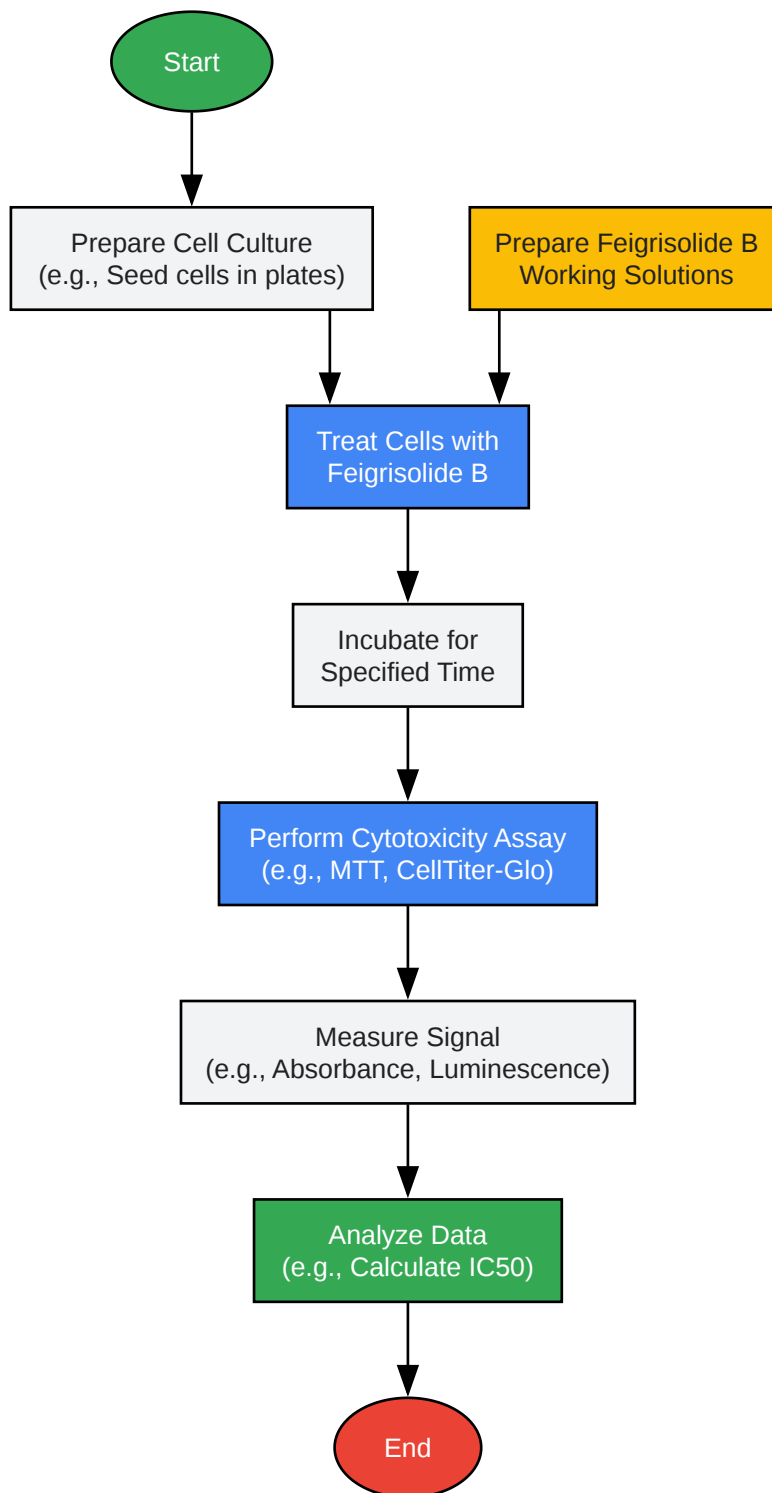 Start
Prepare Cell Culture
(e.g., Seed cells in plates)
Prepare Feigrisolide B
Working Solutions
Treat Cells with
Feigrisolide B
Incubate for
Specified Time
Perform Cytotoxicity Assay
(e.g., MTT, CellTiter-Glo)
Measure Signal
(e.g., Absorbance, Luminescence)
Analyze Data
(e.g., Calculate IC50)
End